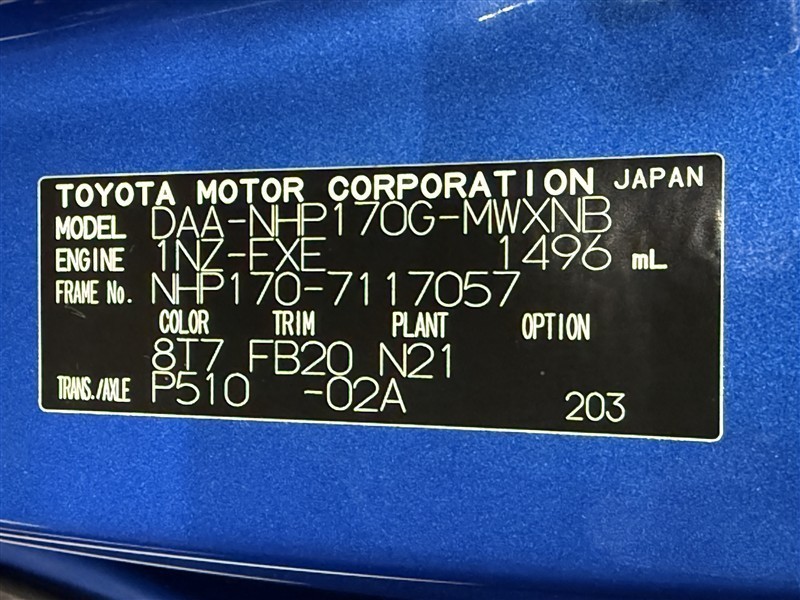 TOYOTA MOTOR CORPORATION JAPAN
MODEL DAA-NHP170G-MWXNB
ENGINE 1NZ-FXE 1496 mL
FRAME No. NHP170-7117057
COLOR TRIM PLANT OPTION
8T7 FB20 N21
TRANS./AXLE P510 -02A 203